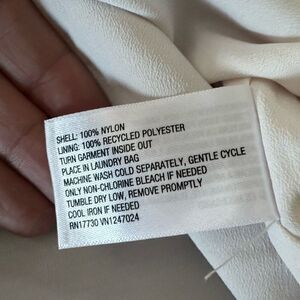 SHELL: 100% NYLON
LINING: 100% RECYCLED POLYESTER
TURN GARMENT INSIDE OUT
PLACE IN LAUNDRY BAG
MACHINE WASH COLD SEPARATELY, GENTLE CYCLE
ONLY NON-CHLORINE BLEACH IF NEEDED
TUMBLE DRY LOW, REMOVE PROMPTLY
COOL IRON IF NEEDED
RN17730 VN1247024